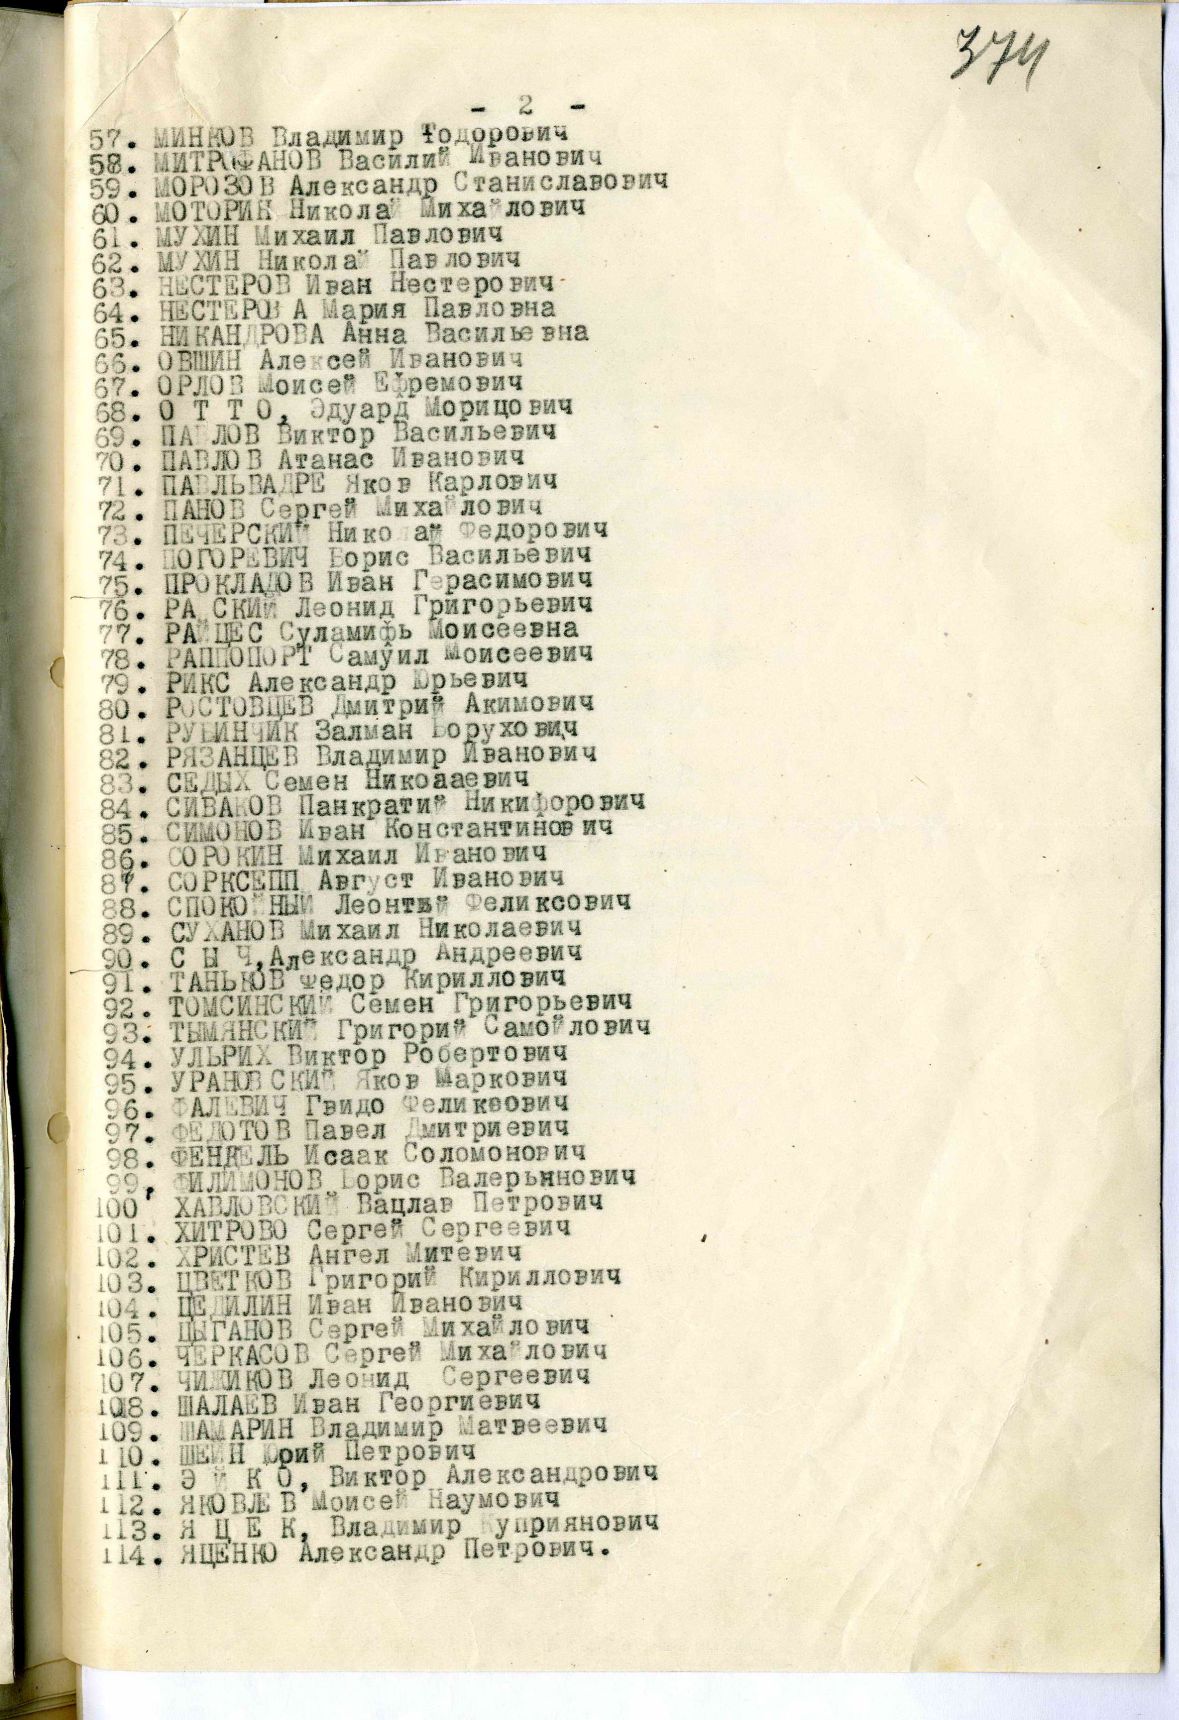 374
- 2 -
57. МИНКОВ Владимир Тодорович
58. МИТРОФАНОВ Василий Иванович
59. МОРОЗОВ Александр Станиславович
60. МОТОРИН Николай Михайлович
61. МУХИН Михаил Павлович
62. МУХИН Николай Павлович
63. НЕСТЕРОВ Иван Нестерович
64. НЕСТЕРОВА Мария Павловна
65. НИКАНДРОВА Анна Васильевна
66. ОВШИН Алексей Иванович
67. ОРЛОВ Моисей Ефремович
68. О Т Т О, Эдуард Морицович
69. ПАВЛОВ Виктор Васильевич
70. ПАВЛОВ Атанас Иванович
71. ПАВЛЬВАДРЕ Яков Карлович
72. ПАНОВ Сергей Михайлович
73. ПЕЧЕРСКИЙ Николай Федорович
74. ПОГОРЕВИЧ Борис Васильевич
75. ПРОКЛАДОВ Иван Герасимович
76. РА СКИЙ Леонид Григорьевич
77. РАЙЦЕС Суламифь Моисеевна
78. РАППОПОРТ Самуил Моисеевич
79. РИКС Александр Юрьевич
80. РОСТОВЦЕВ Дмитрий Акимович
81. РУБИНЧИК Залман Борухович
82. РЯЗАНЦЕВ Владимир Иванович
83. СЕДЫХ Семен Никоааевич
84. СИВАКОВ Панкратий Никифорович
85. СИМОНОВ Иван Константинович
86. СОРОКИН Михаил Иванович
87. СОРКСЕПП Август Иванович
88. СПОКОЙНЫЙ Леонтый Феликсович
89. СУХАНОВ Михаил Николаевич
90. С Ы Ч, Александр Андреевич
91. ТАНЬКОВ Федор Кириллович
92. ТОМСИНСКИЙ Семен Григорьевич
93. ТЫМЯНСКИЙ Григорий Самойлович
94. УЛЬРИХ Виктор Робертович
95. УРАНОВСКИЙ Яков Маркович
96. ФАЛЕВИЧ Гвидо Феликсович
97. ФЕДОТОВ Павел Дмитриевич
98. ФЕНДЕЛЬ Исаак Соломонович
99, ФИЛИМОНОВ Борис Валерьянович
100 ХАВЛОВСКИЙ Вацлав Петрович
101. ХИТРОВО Сергей Сергеевич
102. ХРИСТЕВ Ангел Митевич
103. ЦВЕТКОВ Григорий Кириллович
104. ЦЕДИЛИН Иван Иванович
105. ЦЫГАНОВ Сергей Михайлович
106. ЧЕРКАСОВ Сергей Михайлович
107. ЧИЖИКОВ Леонид Сергеевич
108. ШАЛАЕВ Иван Георгиевич
109. ШАМАРИН Владимир Матвеевич
110. ШЕИН Юрий Петрович
111. Э Й К О, Виктор Александрович
112. ЯКОВЛЕВ Моисей Наумович
113. Я Ц Е К, Владимир Куприянович
114. ЯЦЕНКО Александр Петрович.